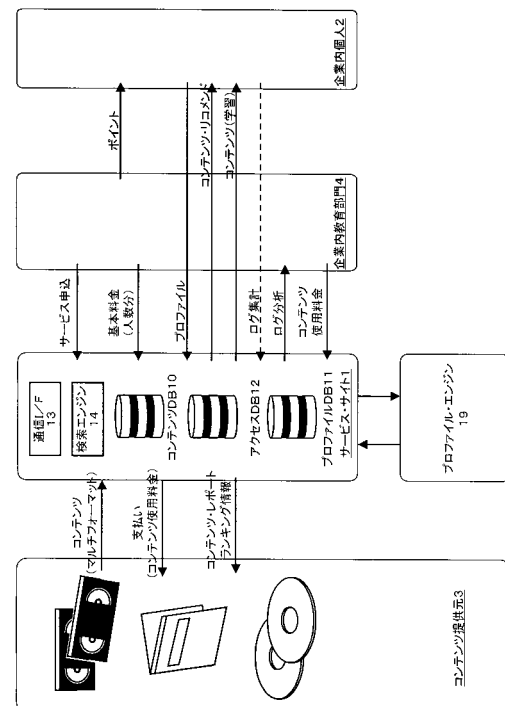 コンテンツ提供元3
コンテンツ
(マルチフォーマット)
支払い
(コンテンツ使用料金)
コンテンツ・レポート
ランキング情報
通信I／F
13
検索エンジン
14
コンテンツDB10
アクセスDB12
プロファイルDB11
サービス・サイト1
プロファイル・エンジン
19
サービス申込
基本料金
(人数分)
プロファイル
コンテンツ・リコメンド
コンテンツ(学習)
ログ集計
ログ分析
コンテンツ
使用料金
企業内教育部門4
ポイント
企業内個人2